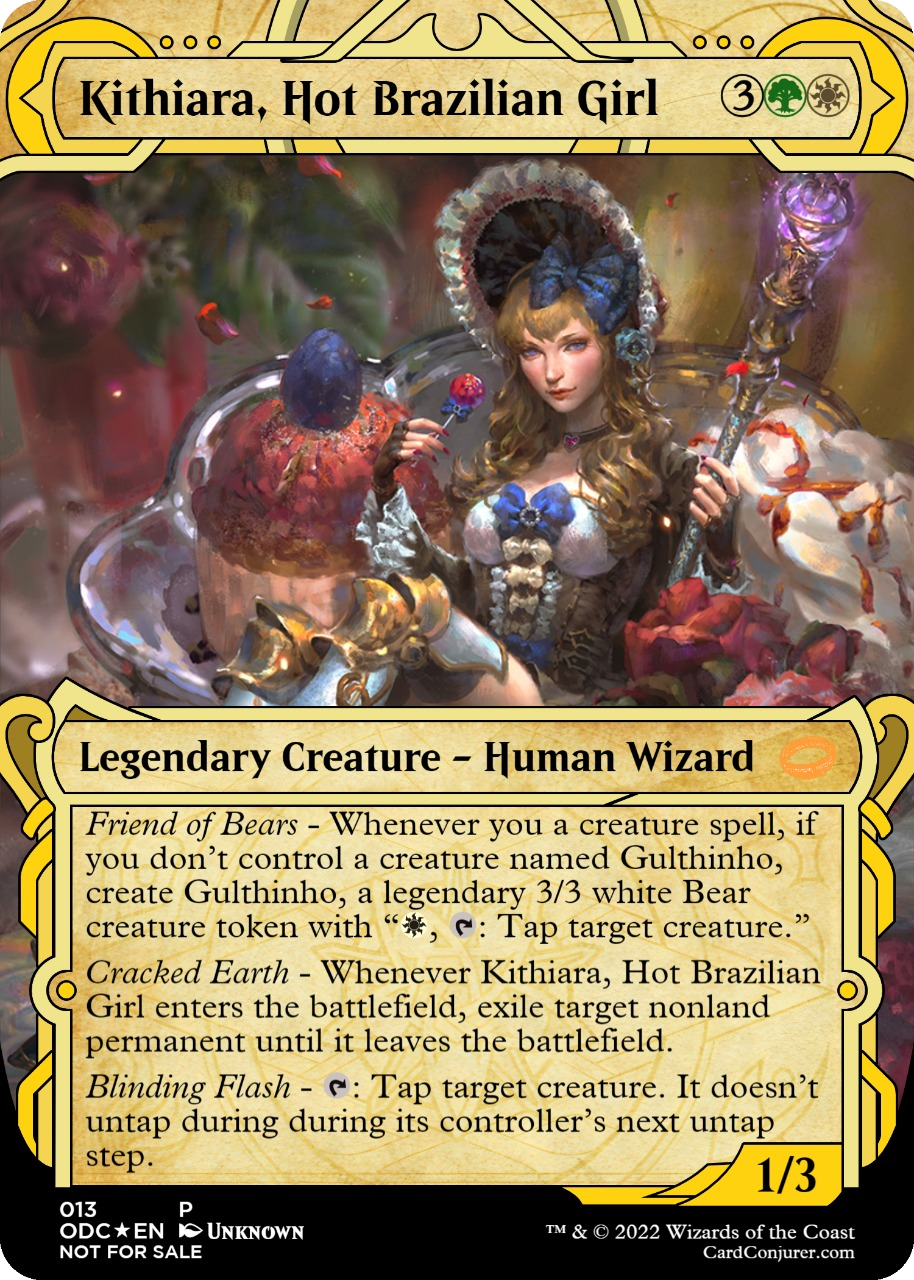 Kithiara, Hot Brazilian Girl 3
Legendary Creature – Human Wizard
Friend of Bears - Whenever you a creature spell, if
you don't control a creature named Gulthinho,
create Gulthinho, a legendary 3/3 white Bear
creature token with “, : Tap target creature.”
Cracked Earth - Whenever Kithiara, Hot Brazilian
Girl enters the battlefield, exile target nonland
permanent until it leaves the battlefield.
Blinding Flash - : Tap target creature. It doesn't
untap during during its controller's next untap
step.
1/3
013 P
ODC★EN Unknown
NOT FOR SALE
™ & © 2022 Wizards of the Coast
CardConjurer.com